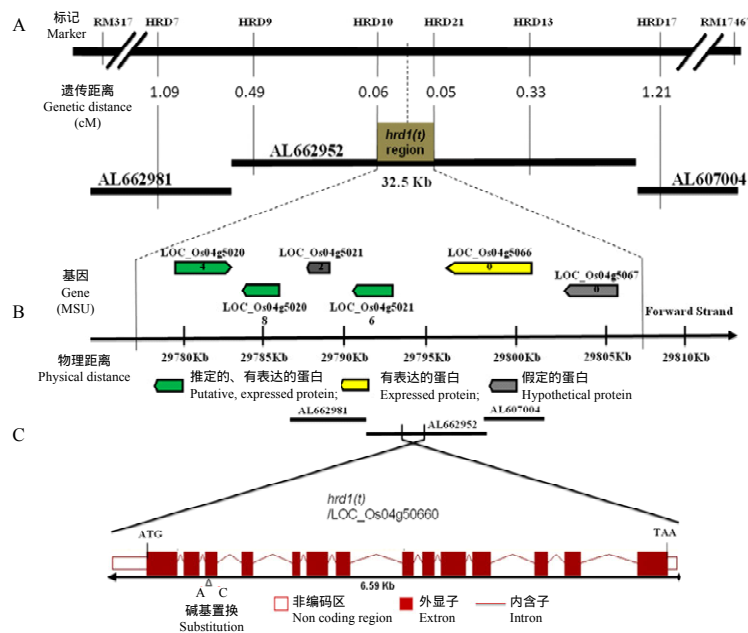 A
标记
Marker
RM317 HRD7 HRD9 HRD10 HRD21 HRD13 HRD17 RM1746
遗传距离
Genetic distance
(cM)
1.09 0.49 0.06 0.05 0.33 1.21
hrd1(t)
region
AL662952
AL662981
32.5 Kb
AL607004
B
基因
Gene
(MSU)
LOC_Os04g5020
4
LOC_Os04g5021
2
LOC_Os04g5066
0
LOC_Os04g5067
0
LOC_Os04g5020
8
LOC_Os04g5021
6
Forward Strand
物理距离
Physical distance
29780Kb 29785Kb 29790Kb 29795Kb 29800Kb 29805Kb 29810Kb
推定的、有表达的蛋白
Putative, expressed protein;
有表达的蛋白
Expressed protein;
假定的蛋白
Hypothetical protein
C
AL662981
AL662952
AL607004
hrd1(t)
/LOC_Os04g50660
ATG TAA
6.59 Kb
A C
碱基置换
Substitution
非编码区
Non coding region
外显子
Extron
内含子
Intron